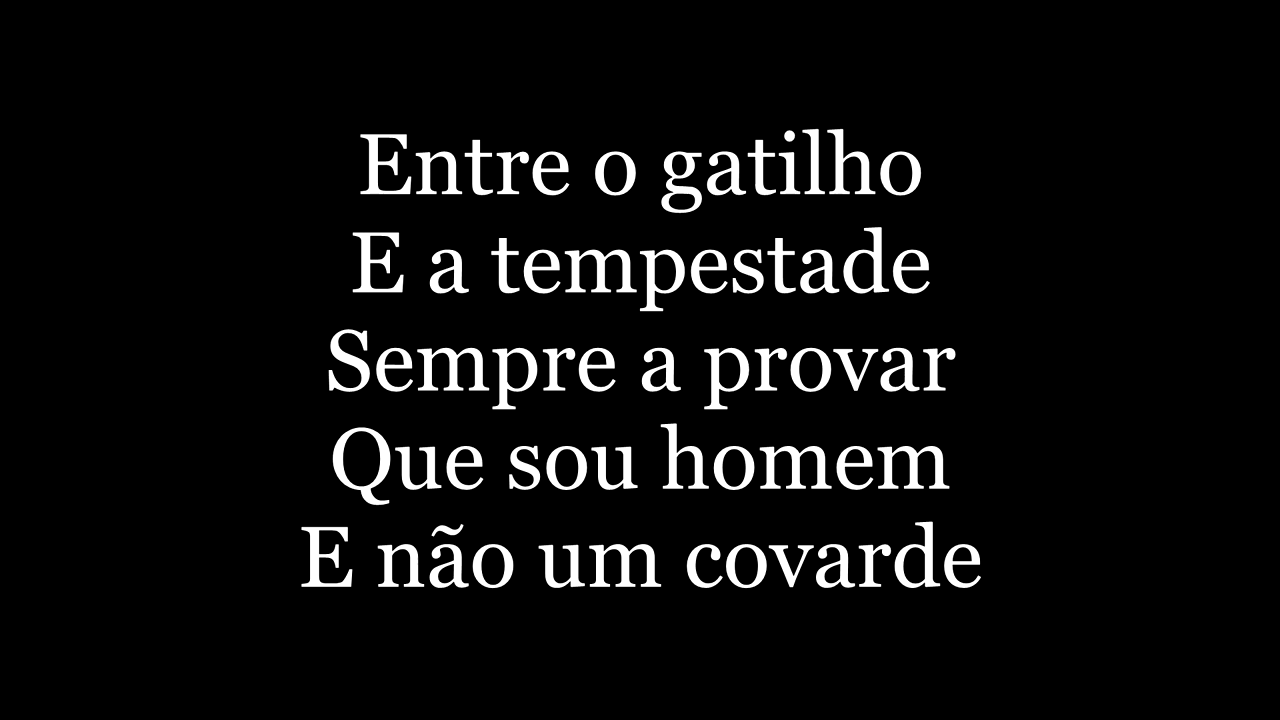 Entre o gatilho
E a tempestade
Sempre a provar
Que sou homem
E não um covarde